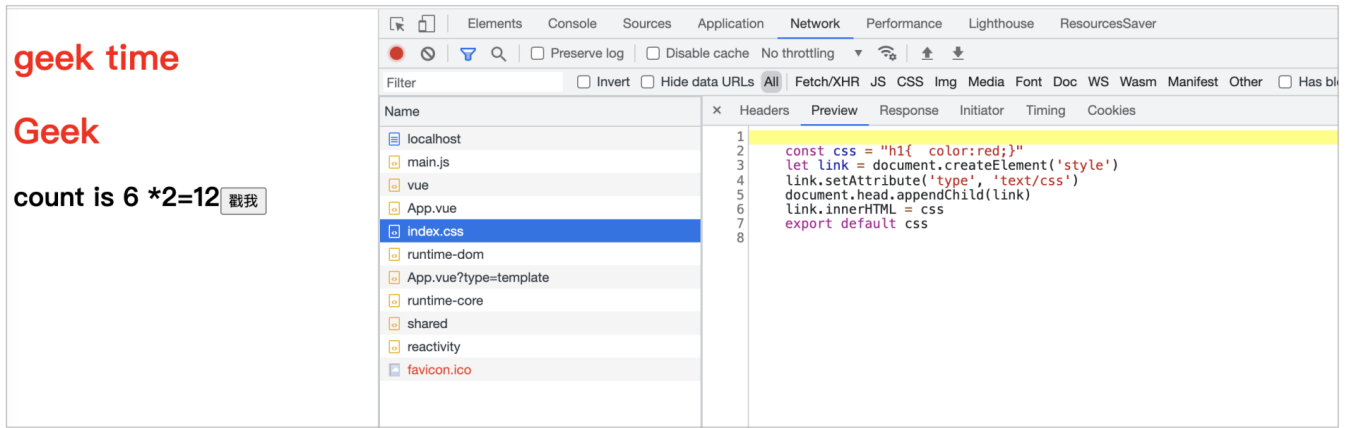 geek time
Geek
count is 6 *2=12 戳我
Elements Console Sources Application Network Performance Lighthouse ResourcesSaver
Preserve log Disable cache No throttling
Filter Invert Hide data URLs All Fetch/XHR JS CSS Img Media Font Doc WS Wasm Manifest Other Has bl
Name
localhost
main.js
vue
App.vue
index.css
runtime-dom
App.vue?type=template
runtime-core
shared
reactivity
favicon.ico
× Headers Preview Response Initiator Timing Cookies
1
2 const css = "h1{  color:red;}"
3 let link = document.createElement('style')
4 link.setAttribute('type', 'text/css')
5 document.head.appendChild(link)
6 link.innerHTML = css
7 export default css
8